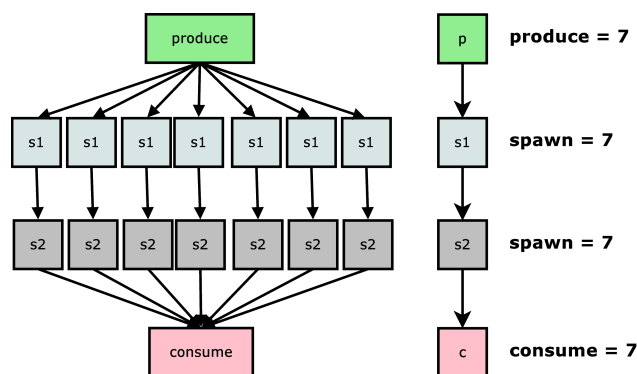 produce
p
produce = 7
s1 s1 s1 s1 s1 s1 s1
s1
spawn = 7
s2 s2 s2 s2 s2 s2 s2
s2
spawn = 7
consume
c
consume = 7